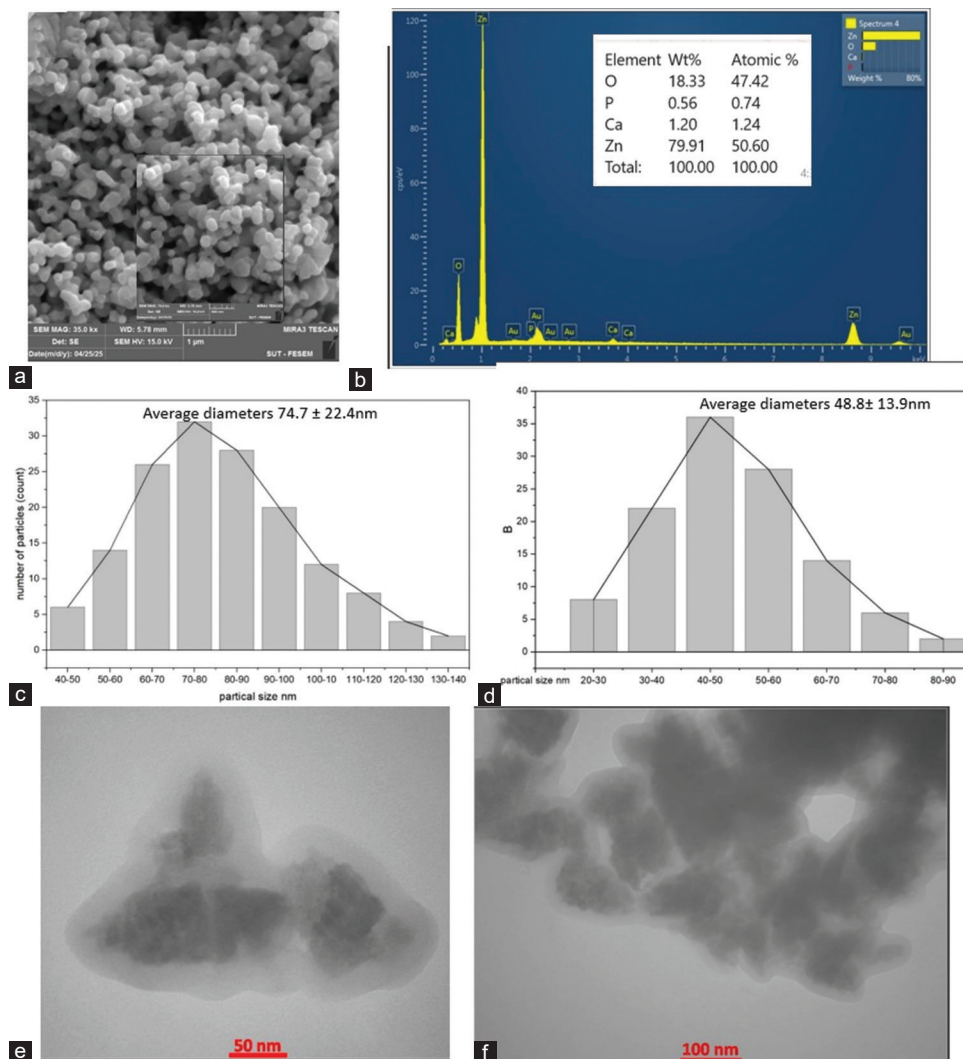 SEM MAG: 35.0 kx
WD: 5.78 mm
MIRA3 TESCAN
Det: SE
SEM HV: 15.0 kV
1 µm
Date(m/d/y): 04/25/25
SUT - FESEM
a
120
100
80
60
40
20
0
cps/eV
Zn
O
Ca
Au
P
Au
Au
Au
Ca
Ca
Zn
Au
0
1
2
3
4
5
6
7
8
9
keV
Element Wt% Atomic %
O 18.33 47.42
P 0.56 0.74
Ca 1.20 1.24
Zn 79.91 50.60
Total: 100.00 100.00
4:
Spectrum 4
Zn
O
Ca
P
Weight % 80%
b
Average diameters 74.7 ± 22.4nm
number of particles (count)
35
30
25
20
15
10
5
0
40-50 50-60 60-70 70-80 80-90 90-100 100-10 110-120 120-130 130-140
partical size nm
c
Average diameters 48.8± 13.9nm
B
40
35
30
25
20
15
10
5
0
partical size nm 20-30 30-40 40-50 50-60 60-70 70-80 80-90
d
50 nm
e
100 nm
f